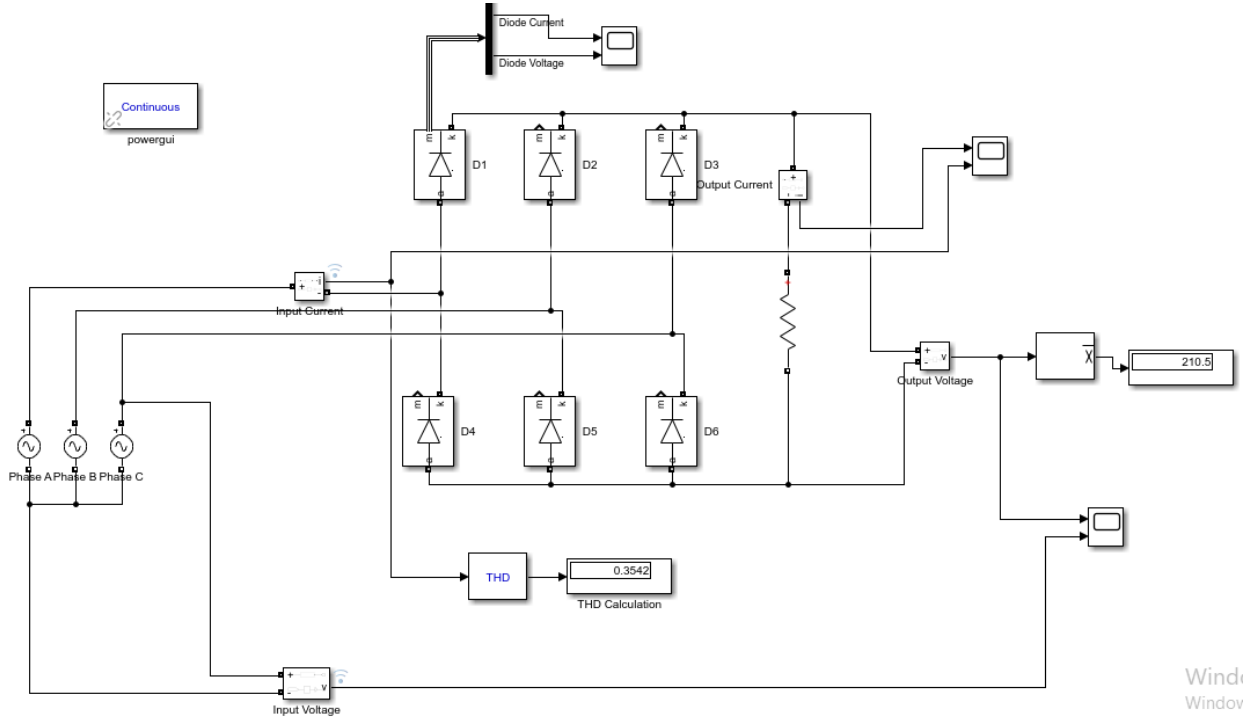 Diode Current
Diode Voltage
Continuous
powergui
m
k
D1
m
k
D2
m
k
D3
a
a
a
Output Current
+
-
+
i
-
Input Current
+
v
-
Output Voltage
x
210.5
m
k
D4
m
k
D5
m
k
D6
a
a
a
+
+
+
Phase A
Phase B
Phase C
THD
0.3542
THD Calculation
+
v
-
Input Voltage
Window